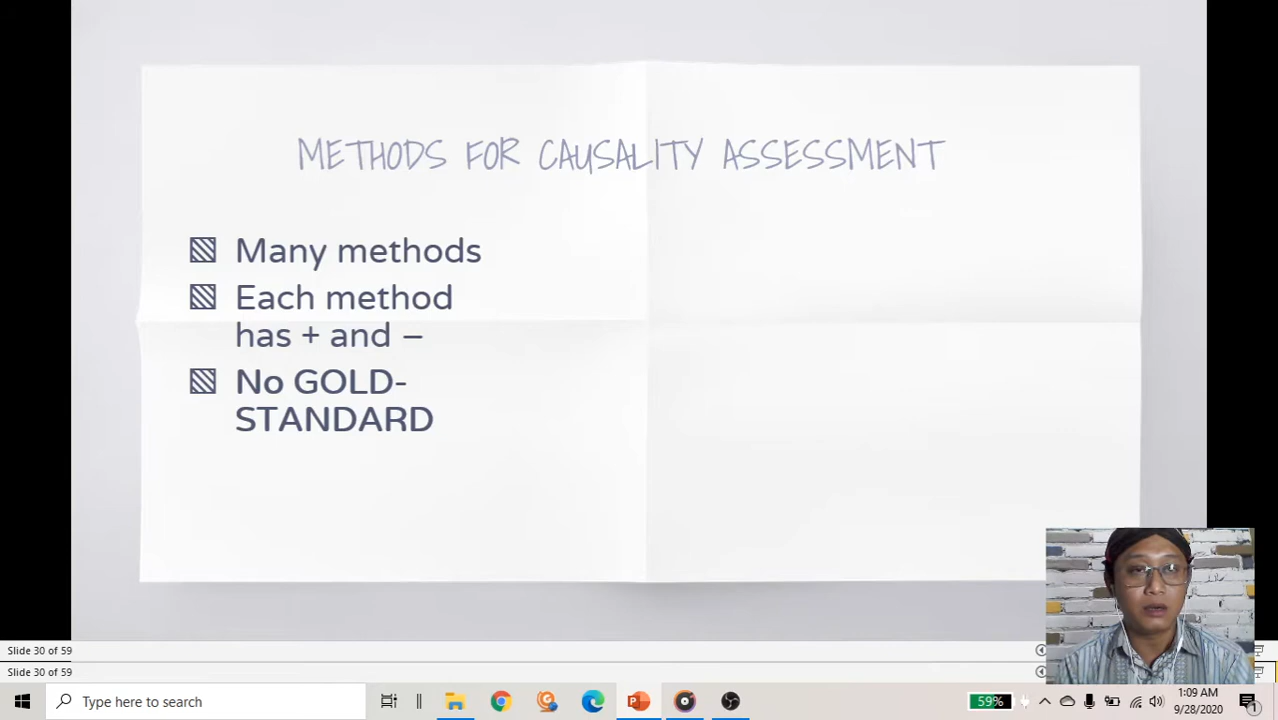 METHODS FOR CAUSALITY ASSESSMENT
Many methods
Each method
has + and –
No GOLD-
STANDARD
Slide 30 of 59
Slide 30 of 59
Type here to search
59%
1:09 AM
9/28/2020
1